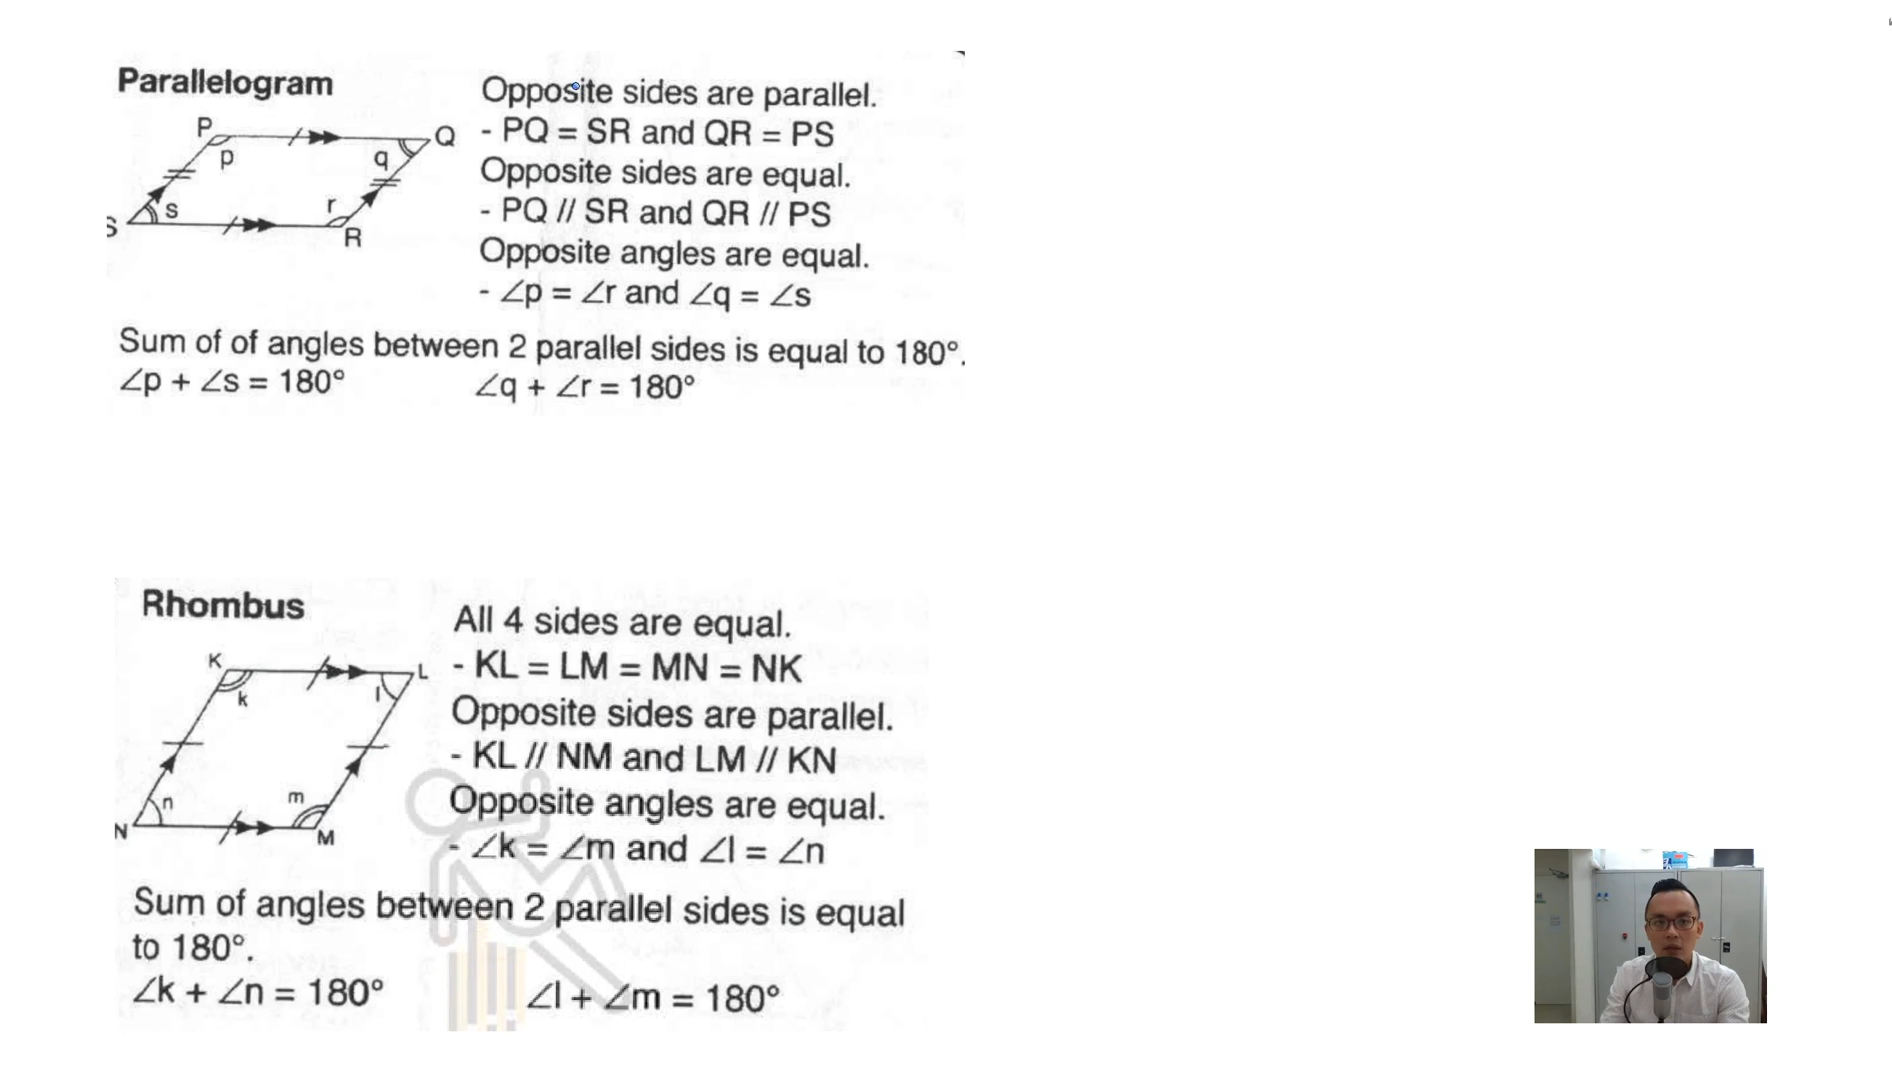 Parallelogram
P
Q
p
q
s
r
S
R
Opposite sides are parallel.
- PQ = SR and QR = PS
Opposite sides are equal.
- PQ // SR and QR // PS
Opposite angles are equal.
- ∠p = ∠r and ∠q = ∠s
Sum of of angles between 2 parallel sides is equal to 180°.
∠p + ∠s = 180° ∠q + ∠r = 180°
Rhombus
K
L
k
l
n
m
N
M
All 4 sides are equal.
- KL = LM = MN = NK
Opposite sides are parallel.
- KL // NM and LM // KN
Opposite angles are equal.
- ∠k = ∠m and ∠l = ∠n
Sum of angles between 2 parallel sides is equal
to 180°.
∠k + ∠n = 180° ∠l + ∠m = 180°